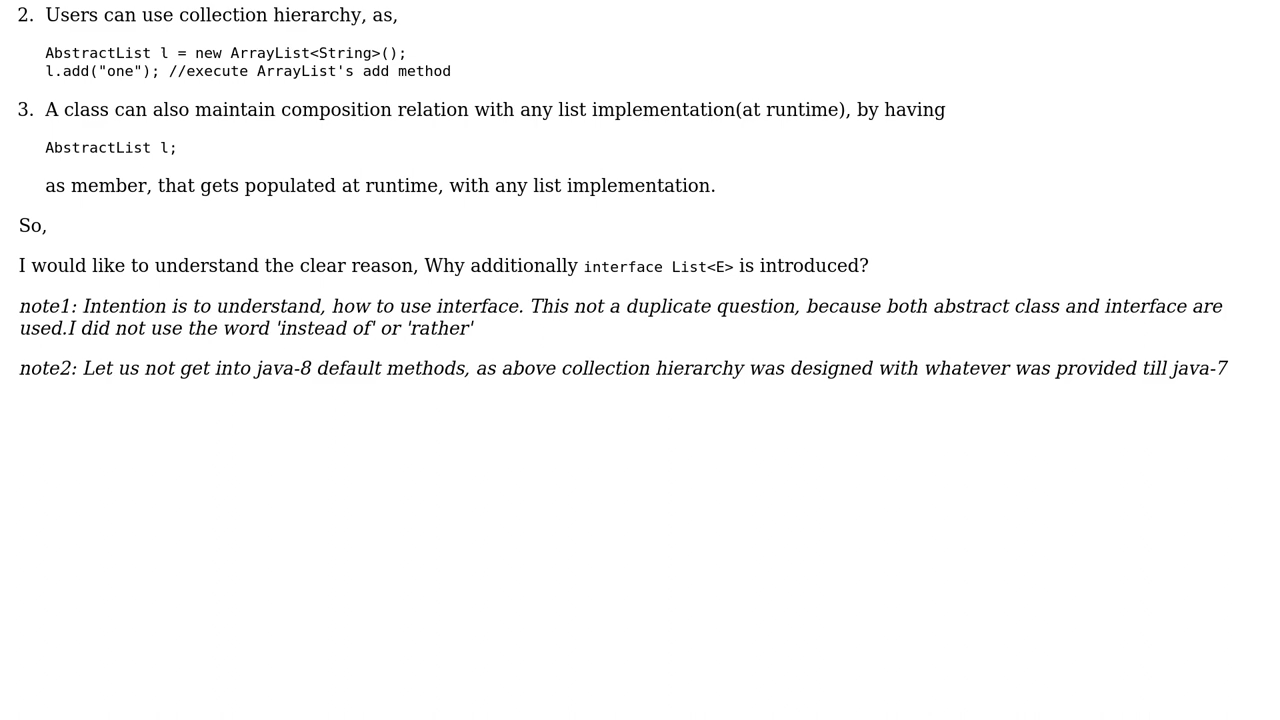 2. Users can use collection hierarchy, as,
AbstractList l = new ArrayList<String>();
l.add("one"); //execute ArrayList's add method
3. A class can also maintain composition relation with any list implementation(at runtime), by having
AbstractList l;
as member, that gets populated at runtime, with any list implementation.
So,
I would like to understand the clear reason, Why additionally interface List<E> is introduced?
note1: Intention is to understand, how to use interface. This not a duplicate question, because both abstract class and interface are
used.I did not use the word 'instead of' or 'rather'
note2: Let us not get into java-8 default methods, as above collection hierarchy was designed with whatever was provided till java-7